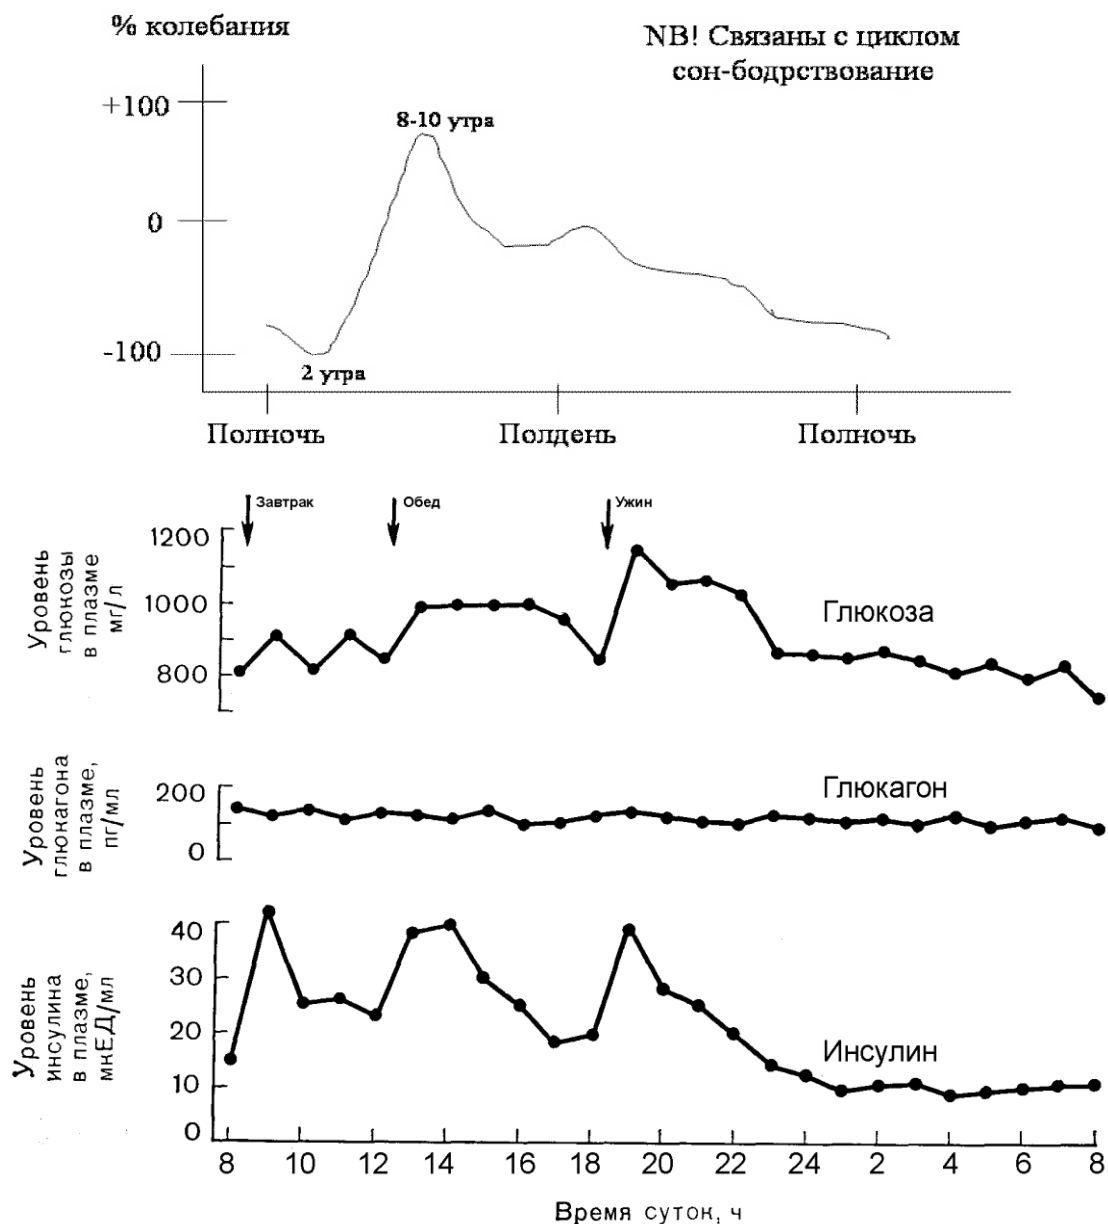 % колебания
NB! Связаны с циклом
сон-бодрствование
+100
8-10 утра
0
-100
2 утра
Полночь
Полдень
Полночь
Завтрак
Обед
Ужин
Уровень
глюкозы
в плазме
мг/л
1200
1000
800
Глюкоза
Уровень
глюкагона
в плазме,
пг/мл
200
0
Глюкагон
Уровень
инсулина
в плазме,
мкЕД/мл
40
30
20
10
0
Инсулин
8 10 12 14 16 18 20 22 24 2 4 6 8
Время суток, ч